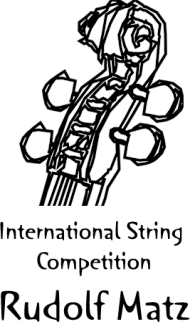 International String
Competition
Rudolf Matz